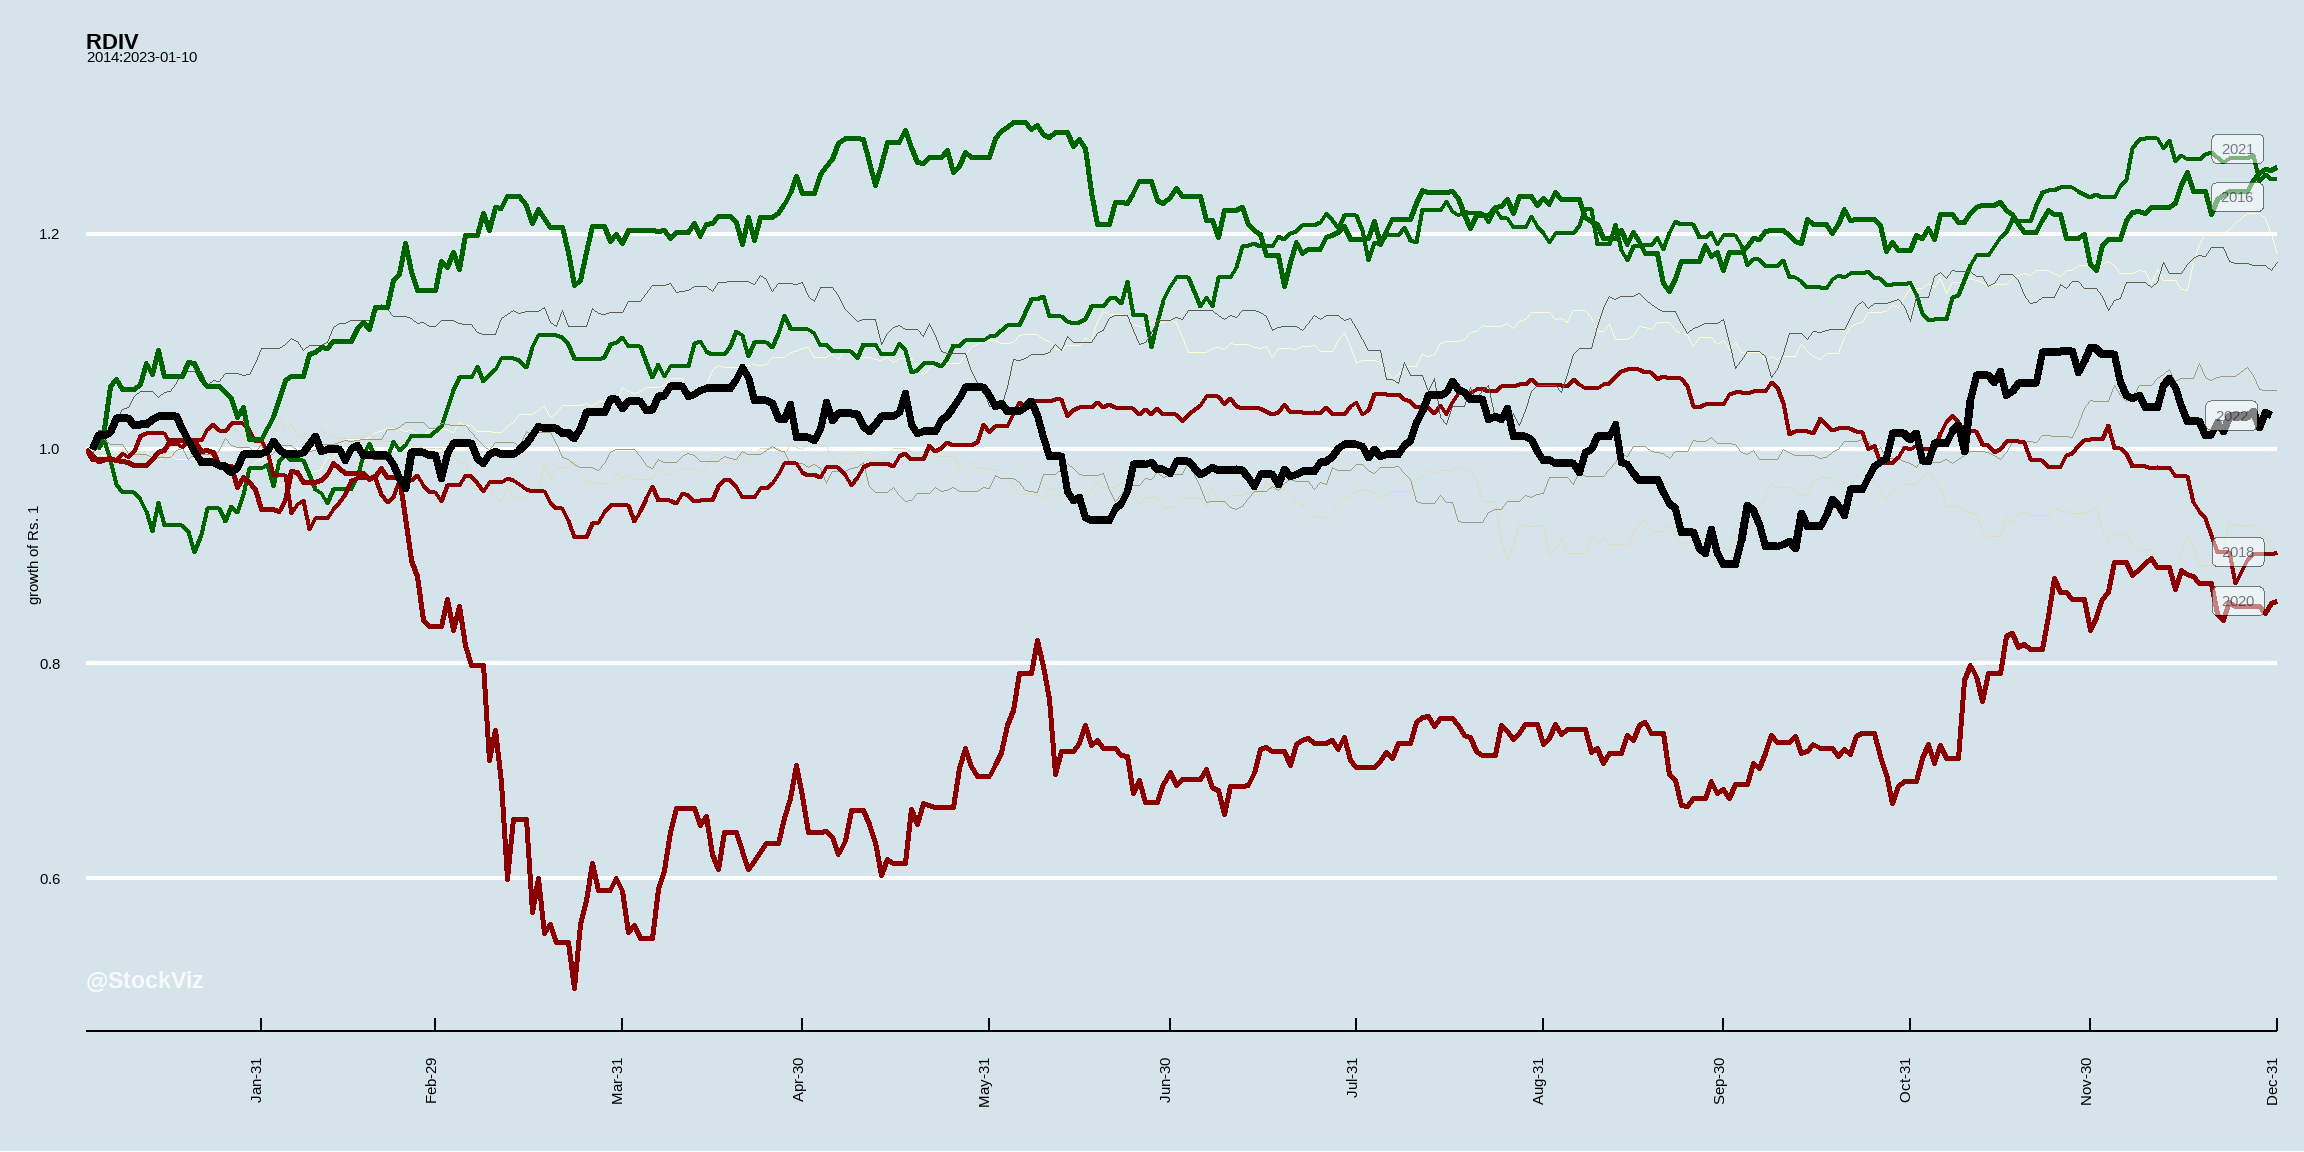 RDIV
2014:2023-01-10
growth of Rs. 1
1.2
1.0
0.8
0.6
2021
2016
2022
2018
2020
@StockViz
Jan-31
Feb-29
Mar-31
Apr-30
May-31
Jun-30
Jul-31
Aug-31
Sep-30
Oct-31
Nov-30
Dec-31